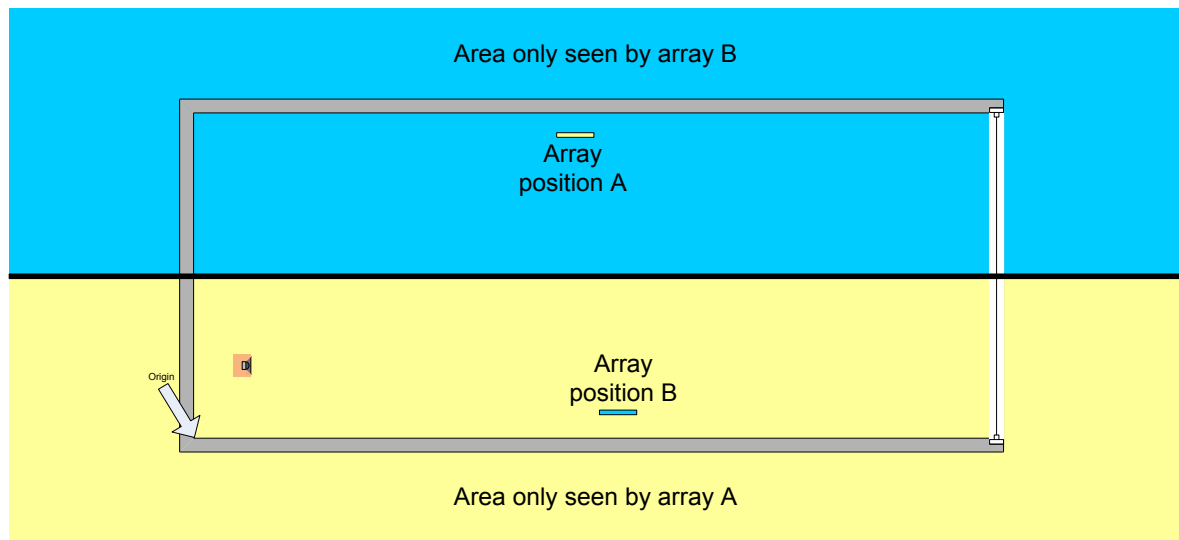 Area only seen by array B
Array
position A
Array
position B
Origin
Area only seen by array A